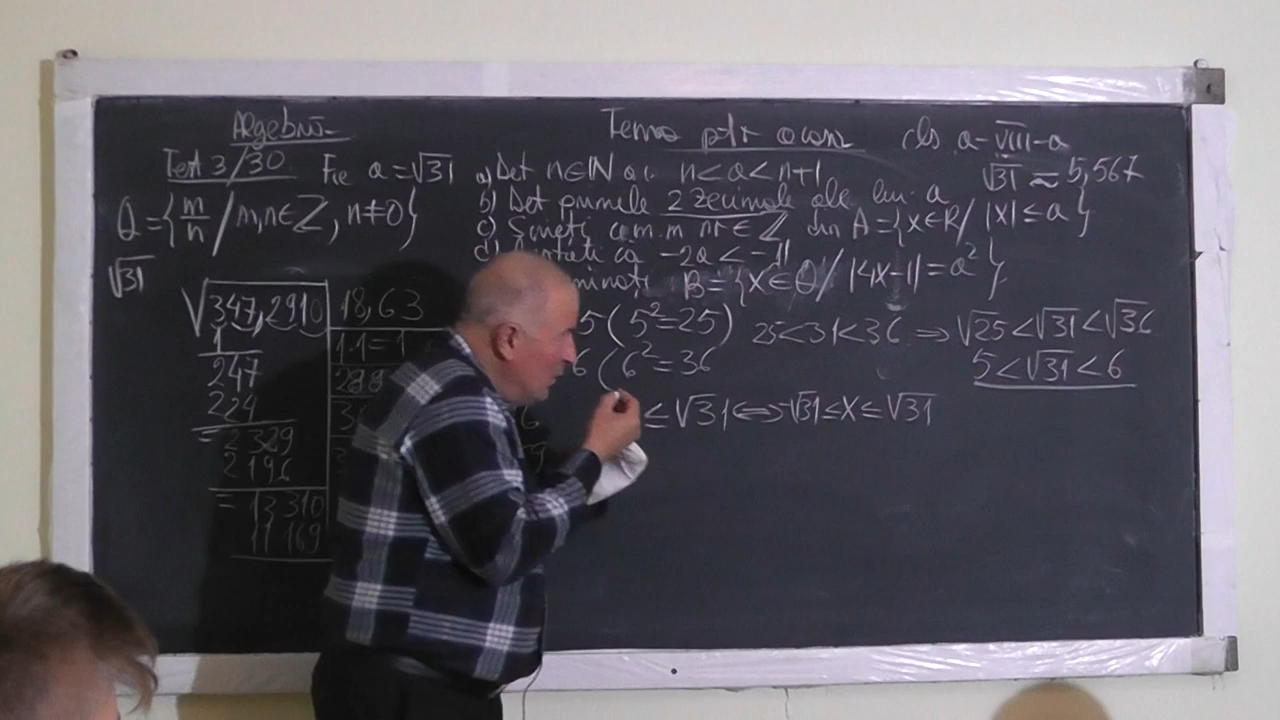 Algebră
Tema ptr acasă cls a-VIII-a
Test 3/30 Fie a=√31 a) Det n∈ℕ a.i. n<a<n+1 √31≈5,567
Q={m/n / m,n∈ℤ, n≠0} b) Det primele 2 zecimale ale lui a
c) nr ∈ ℤ din A={x∈R/ |x|≤a}
d) că -2a<-11
B={x∈Q/ |4x-1|=a²}
√31
√347,2910 18,63
1 1·1=1
247
224
=2329
2196
=13310
11169
5 (5²=25) 25<31<36 ⇒ √25<√31<√36
6 (6²=36 5<√31<6
≤√31⇔-√31≤x≤√31